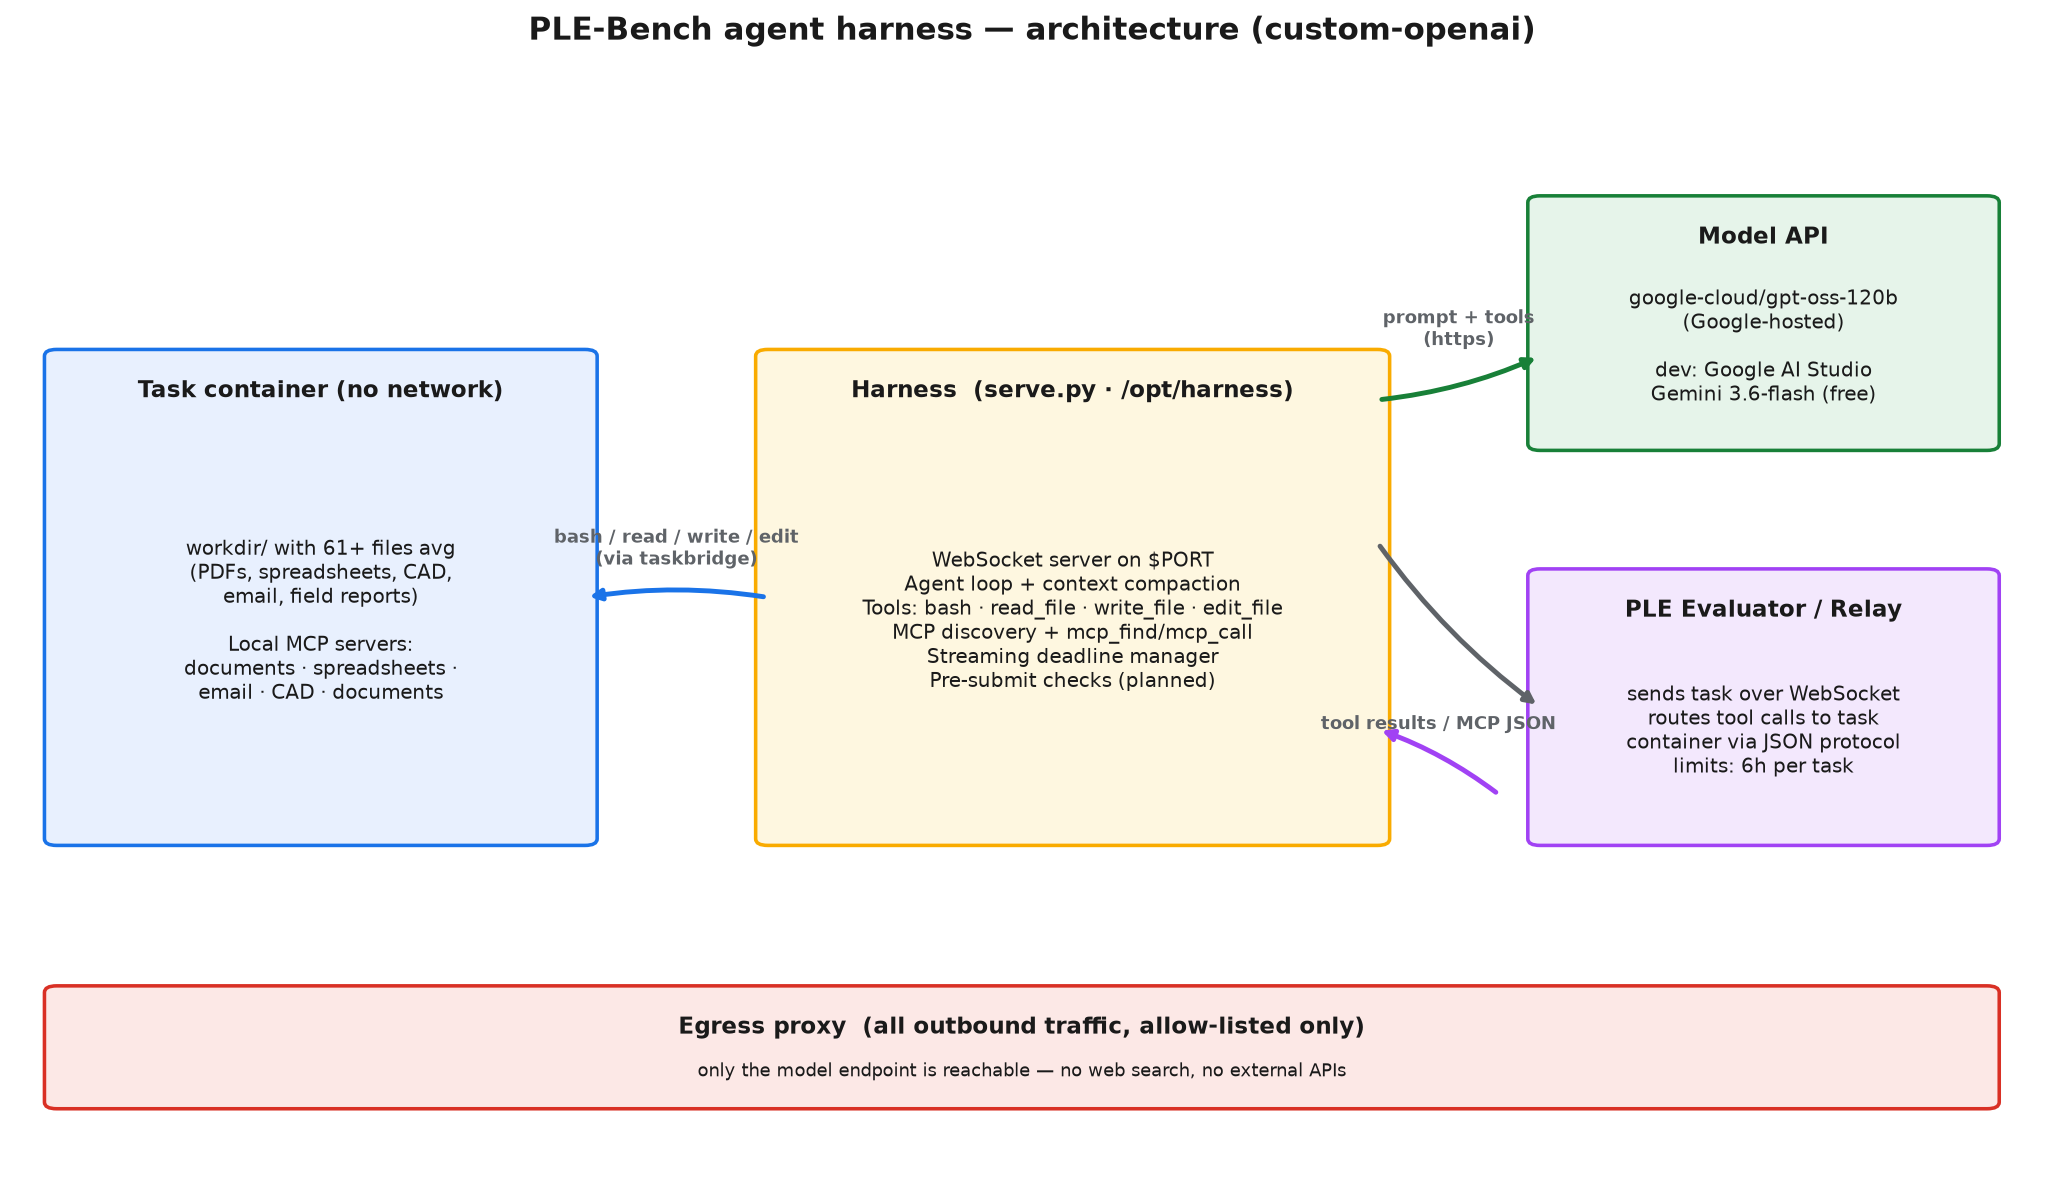 PLE-Bench agent harness — architecture (custom-openai)
Model API
google-cloud/gpt-oss-120b
(Google-hosted)
dev: Google AI Studio
Gemini 3.6-flash (free)
prompt + tools
(https)
Task container (no network)
workdir/ with 61+ files avg
(PDFs, spreadsheets, CAD,
email, field reports)
Local MCP servers:
documents · spreadsheets ·
email · CAD · documents
bash / read / write / edit
(via taskbridge)
Harness  (serve.py · /opt/harness)
WebSocket server on $PORT
Agent loop + context compaction
Tools: bash · read_file · write_file · edit_file
MCP discovery + mcp_find/mcp_call
Streaming deadline manager
Pre-submit checks (planned)
tool results / MCP JSON
PLE Evaluator / Relay
sends task over WebSocket
routes tool calls to task
container via JSON protocol
limits: 6h per task
Egress proxy  (all outbound traffic, allow-listed only)
only the model endpoint is reachable — no web search, no external APIs